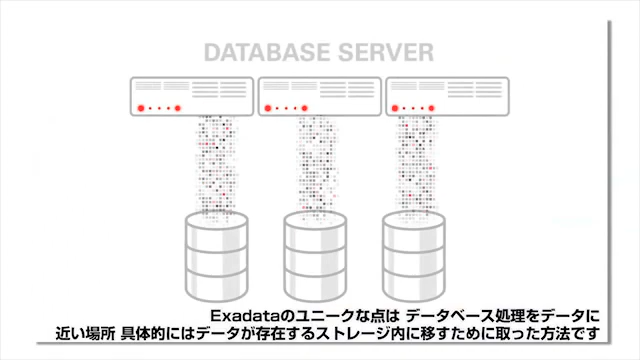 DATABASE SERVER
Exadataのユニークな点は データベース処理をデータに
近い場所 具体的にはデータが存在するストレージ内に移すために取った方法です